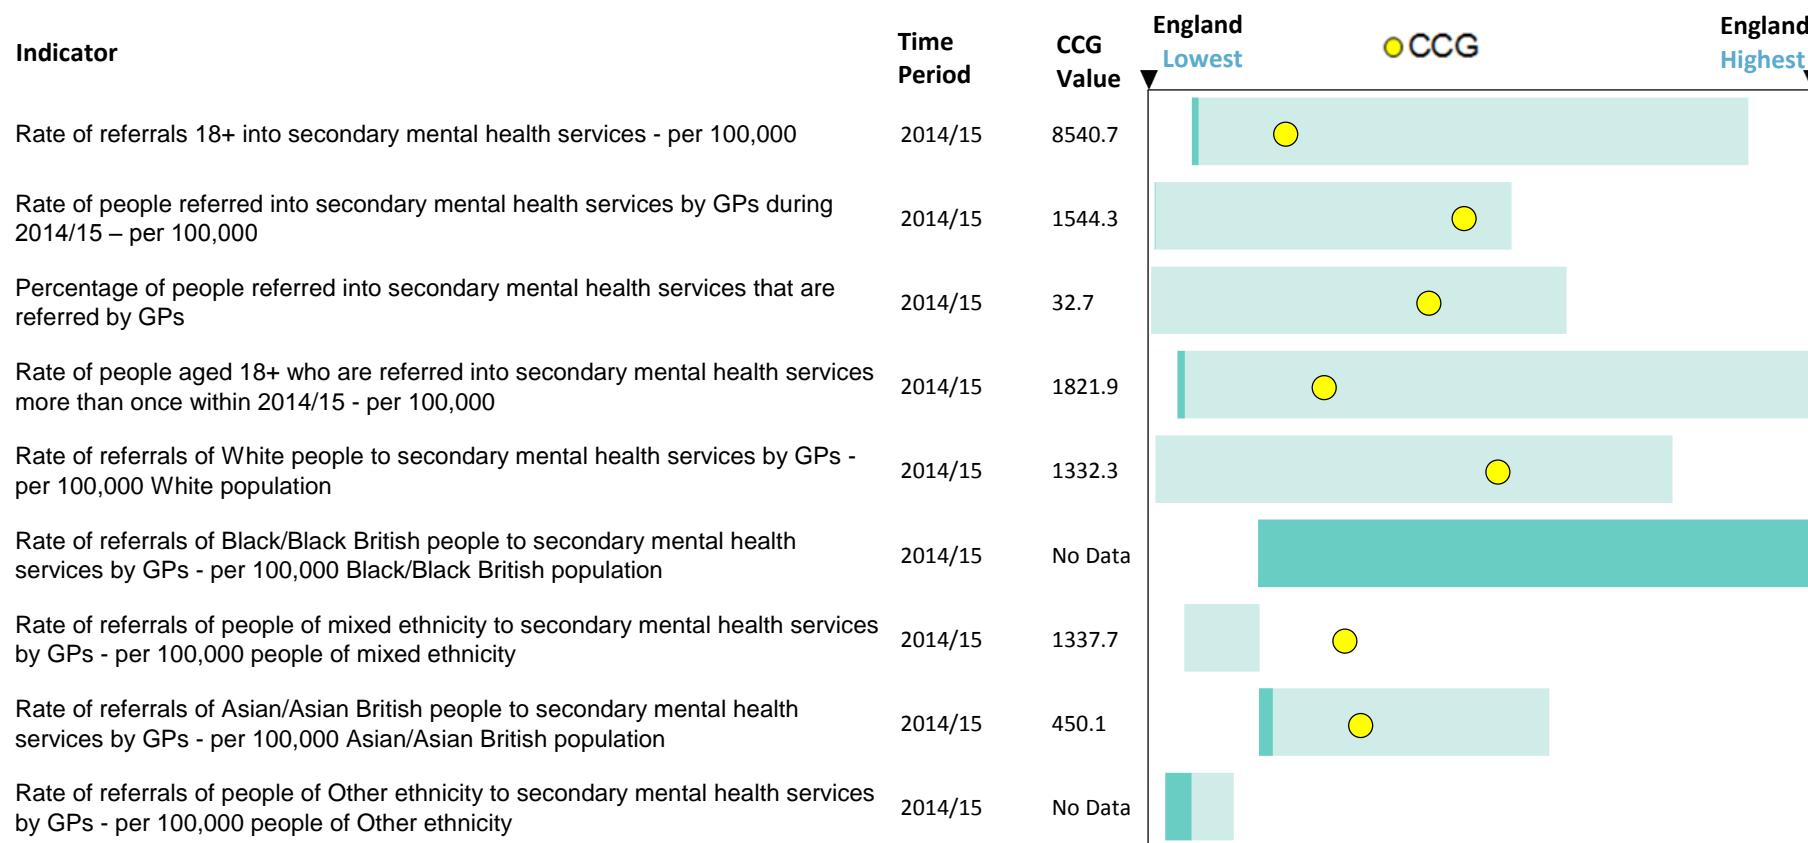 Indicator
Time Period
CCG Value
England Lowest
CCG
England Highest
Rate of referrals 18+ into secondary mental health services - per 100,000
2014/15
8540.7
Rate of people referred into secondary mental health services by GPs during
2014/15 – per 100,000
2014/15
1544.3
Percentage of people referred into secondary mental health services that are
referred by GPs
2014/15
32.7
Rate of people aged 18+ who are referred into secondary mental health services
more than once within 2014/15 - per 100,000
2014/15
1821.9
Rate of referrals of White people to secondary mental health services by GPs -
per 100,000 White population
2014/15
1332.3
Rate of referrals of Black/Black British people to secondary mental health
services by GPs - per 100,000 Black/Black British population
2014/15
No Data
Rate of referrals of people of mixed ethnicity to secondary mental health services
by GPs - per 100,000 people of mixed ethnicity
2014/15
1337.7
Rate of referrals of Asian/Asian British people to secondary mental health
services by GPs - per 100,000 Asian/Asian British population
2014/15
450.1
Rate of referrals of people of Other ethnicity to secondary mental health services
by GPs - per 100,000 people of Other ethnicity
2014/15
No Data